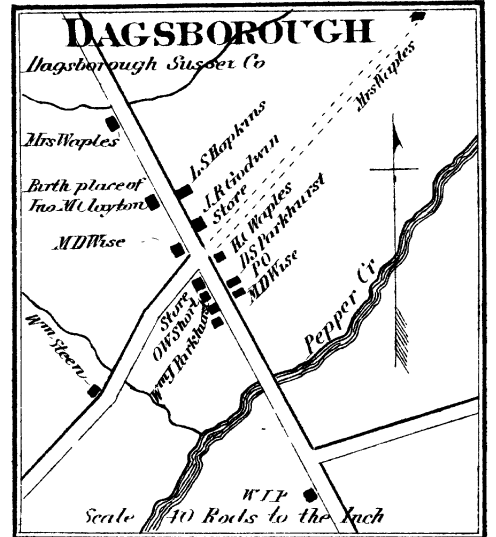 DAGSBOROUGH
Dagsborough Sussex Co
Mrs Waples
Mrs Waples
L.S. Hopkins
Birth place of
Jno M Clayton
J.R. Godwin
Store
M D Wise
H.C. Waples
D.S. Parkhurst
P O
M D Wise
Store
O W Short
Wm J Parkhurst
Wm Steen
Pepper Cr
W I P
Scale 40 Rods to the Inch